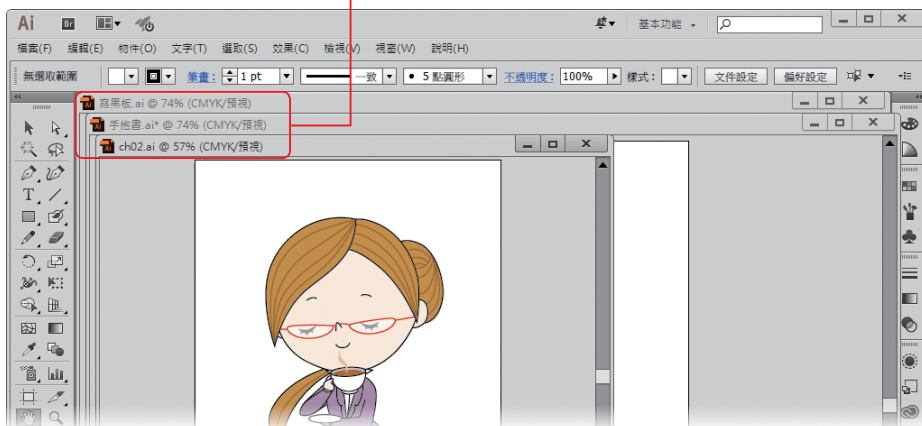 Ai Br 基本功能
檔案(F) 編輯(E) 物件(O) 文字(T) 選取(S) 效果(C) 檢視(V) 視窗(W) 說明(H)
無選取範圍 筆畫: 1 pt 一致 5 點圓形 不透明度: 100% 樣式: 文件設定 偏好設定
寫黑板.ai @ 74% (CMYK/預視)
手抱書.ai* @ 74% (CMYK/預視)
ch02.ai @ 57% (CMYK/預視)